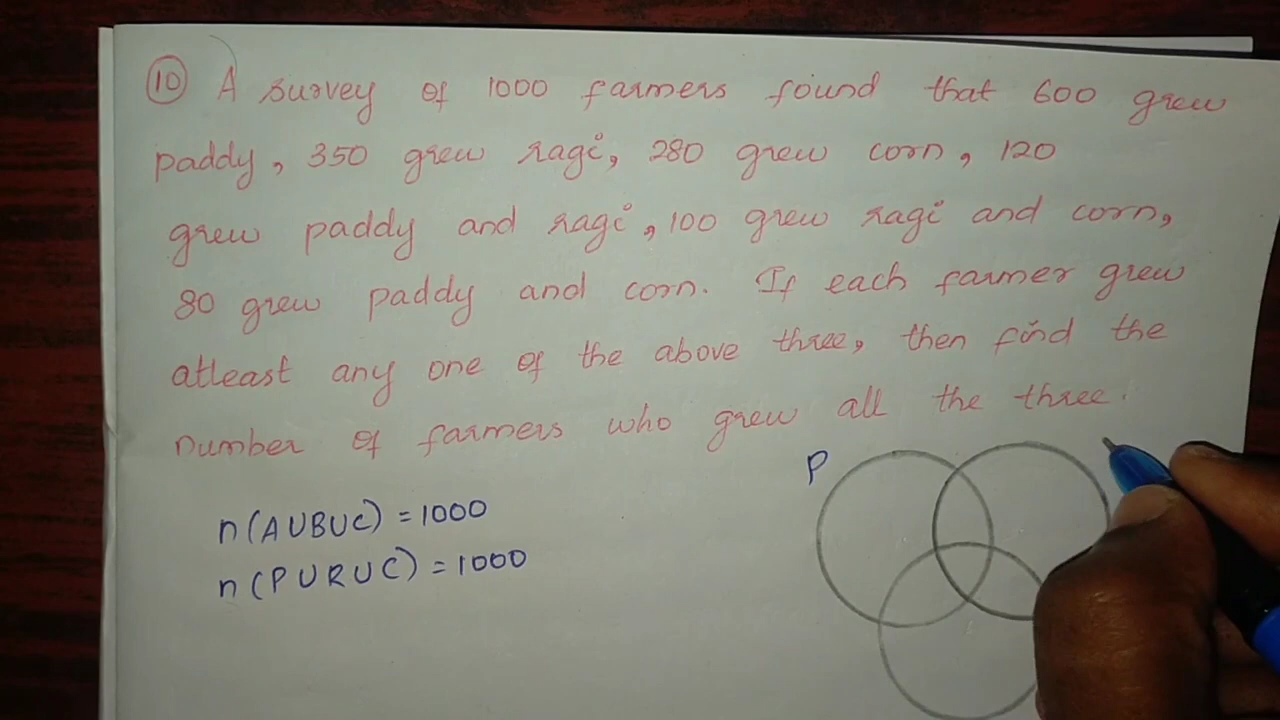 10 A survey of 1000 farmers found that 600 grew
paddy, 350 grew ragi, 280 grew corn, 120
grew paddy and ragi, 100 grew ragi and corn,
80 grew paddy and corn. If each farmer grew
atleast any one of the above three, then find the
number of farmers who grew all the three.
P
n(AUBUC) = 1000
n(PURUC) = 1000